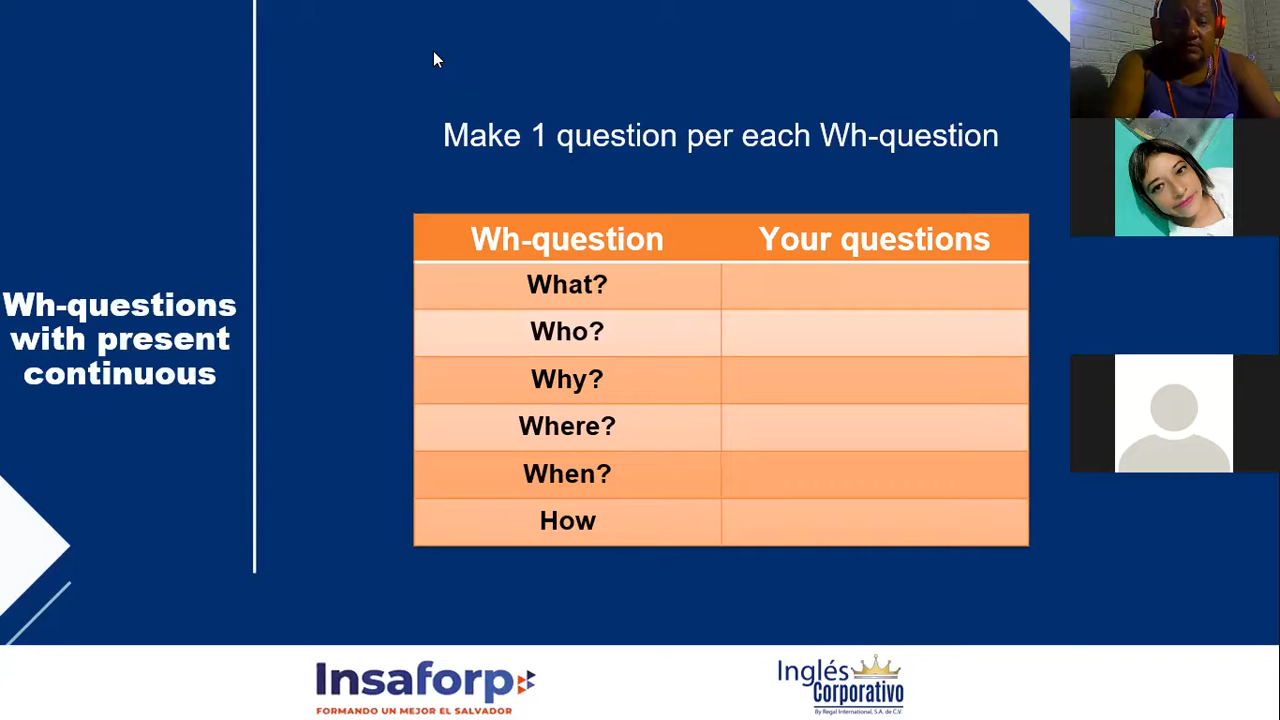 Make 1 question per each Wh-question
Wh-questions
with present
continuous
Wh-question Your questions
What?
Who?
Why?
Where?
When?
How
Insaforp
FORMANDO UN MEJOR EL SALVADOR
Inglés
Corporativo
By Regal International, S.A. de C.V.